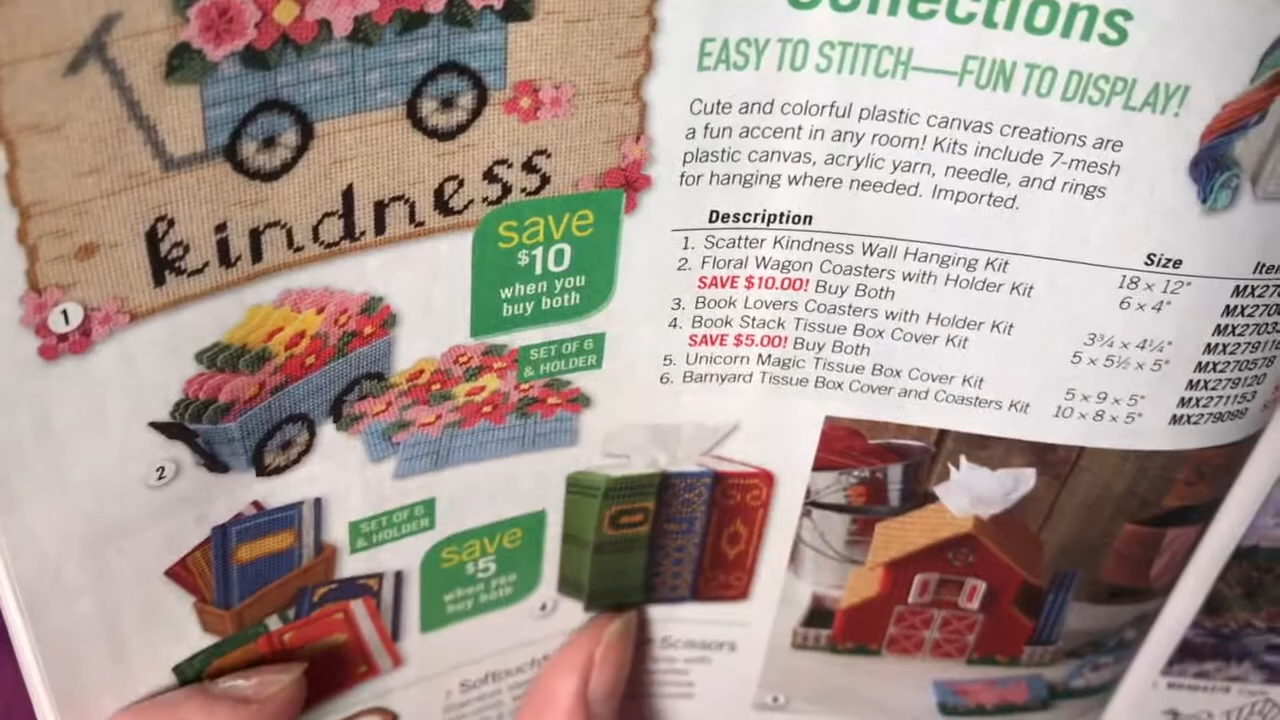 Collections
EASY TO STITCH—FUN TO DISPLAY!
Cute and colorful plastic canvas creations are
a fun accent in any room! Kits include 7-mesh
plastic canvas, acrylic yarn, needle, and rings
for hanging where needed. Imported.
Description Size
1. Scatter Kindness Wall Hanging Kit 18 x 12"
2. Floral Wagon Coasters with Holder Kit 6 x 4"
SAVE $10.00! Buy Both
3. Book Lovers Coasters with Holder Kit 3¾ x 4¼"
4. Book Stack Tissue Box Cover Kit 5 x 5½ x 5"
SAVE $5.00! Buy Both MX270578
5. Unicorn Magic Tissue Box Cover Kit 5 x 9 x 5" MX271153
6. Barnyard Tissue Box Cover and Coasters Kit 10 x 8 x 5" MX279099
kindness
save
$10
when you
buy both
1
SET OF 6
& HOLDER
2
SET OF 6
& HOLDER
save
$5
when you
buy both
4
Scissors